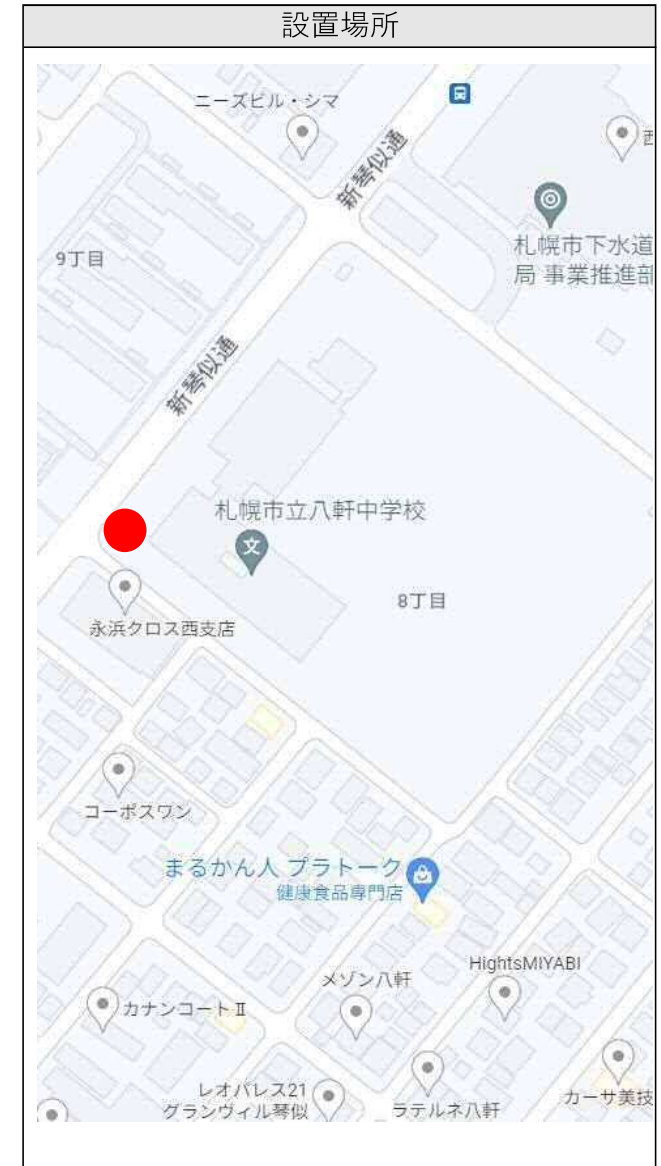 設置場所
ニーズビル・シマ
新琴似通
西
札幌市下水道
局 事業推進部
9丁目
新琴似通
札幌市立八軒中学校
文
8丁目
永浜クロス西支店
コーポスワン
まるかん人 プラトーク
健康食品専門店
HightsMIYABI
メゾン八軒
カナンコートⅡ
レオパレス21
グランヴィル琴似
ラテルネ八軒
カーサ美技